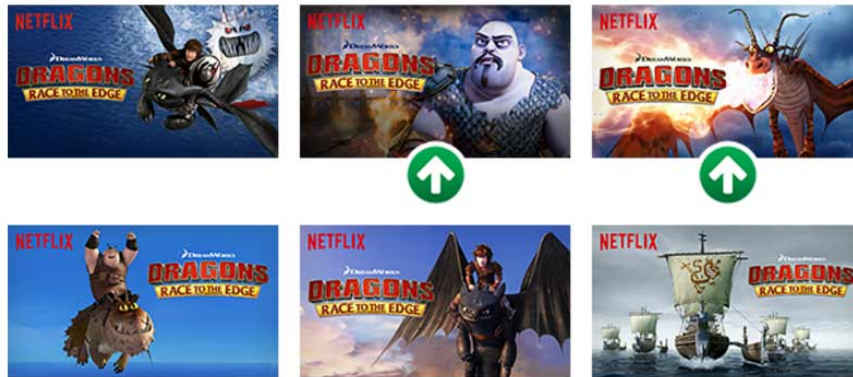 NETFLIX
DREAMWORKS
DRAGONS
RACE TO THE EDGE
NETFLIX
DREAMWORKS
DRAGONS
RACE TO THE EDGE
NETFLIX
DREAMWORKS
DRAGONS
RACE TO THE EDGE
NETFLIX
DREAMWORKS
DRAGONS
RACE TO THE EDGE
NETFLIX
DREAMWORKS
DRAGONS
RACE TO THE EDGE
NETFLIX
DREAMWORKS
DRAGONS
RACE TO THE EDGE